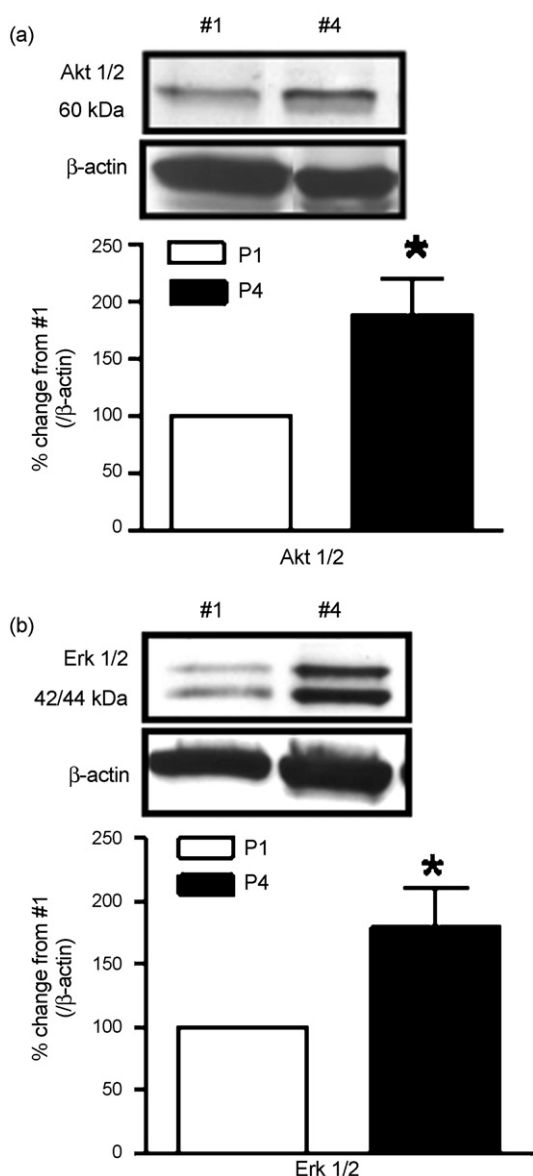 (a)
#1 #4
Akt 1/2
60 kDa
β-actin
250
200
150
100
50
0
% change from #1
(/β-actin)
P1
P4
*
Akt 1/2
(b)
#1 #4
Erk 1/2
42/44 kDa
β-actin
250
200
150
100
50
0
% change from #1
(/β-actin)
P1
P4
*
Erk 1/2